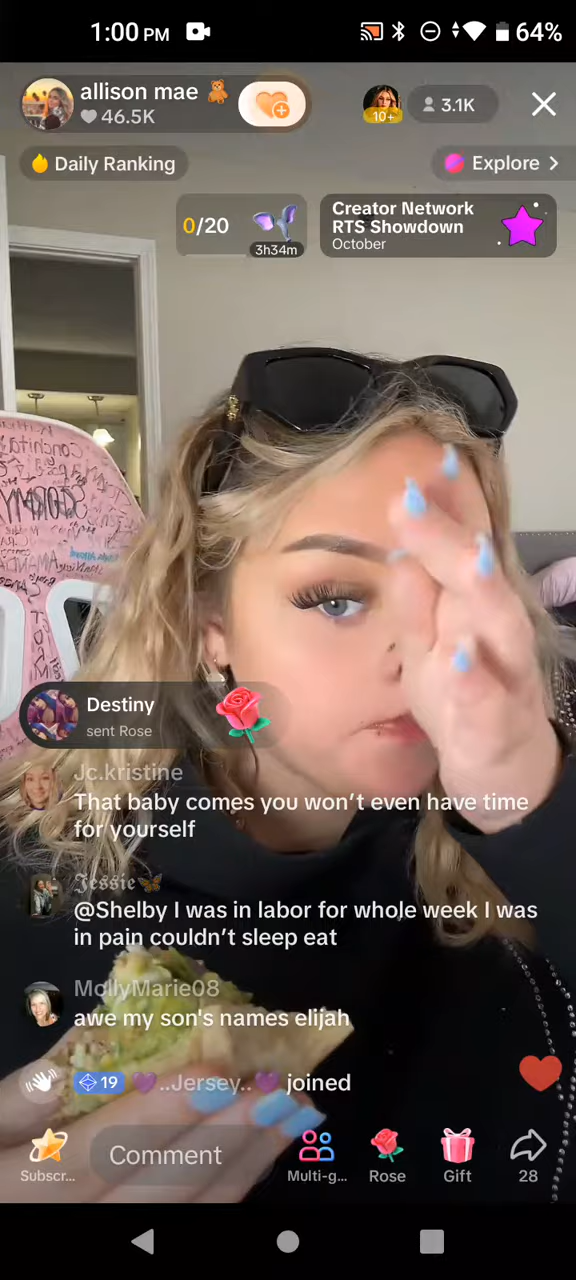 1:00 PM
64%
allison mae 🧸
46.5K
10+
3.1K
Daily Ranking
Explore >
0/20
3h34m
Creator Network
RTS Showdown
October
Conchita
Destiny
sent Rose
Jc.kristine
That baby comes you won't even have time
for yourself
𝕵𝖊𝖘𝖘𝖎𝖊🦋
@Shelby I was in labor for whole week I was
in pain couldn't sleep eat
MollyMarie08
awe my son's names elijah
19 💜..Jersey..💜 joined
Comment
Subscr...
Multi-g...
Rose
Gift
28